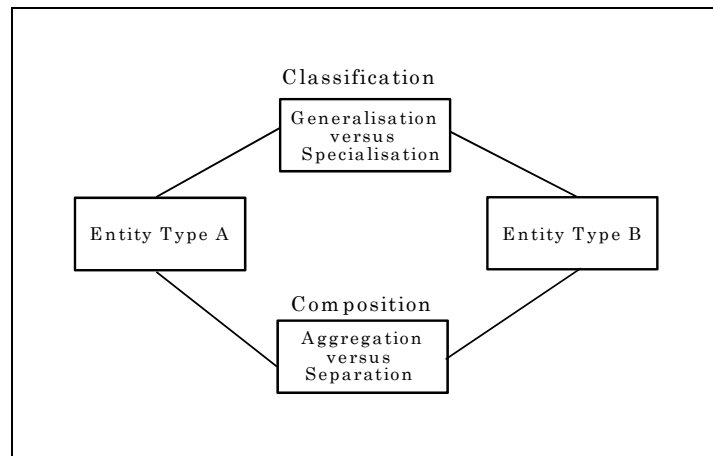 Classification
Generalisation
versus
Specialisation
Entity Type A
Entity Type B
Composition
Aggregation
versus
Separation